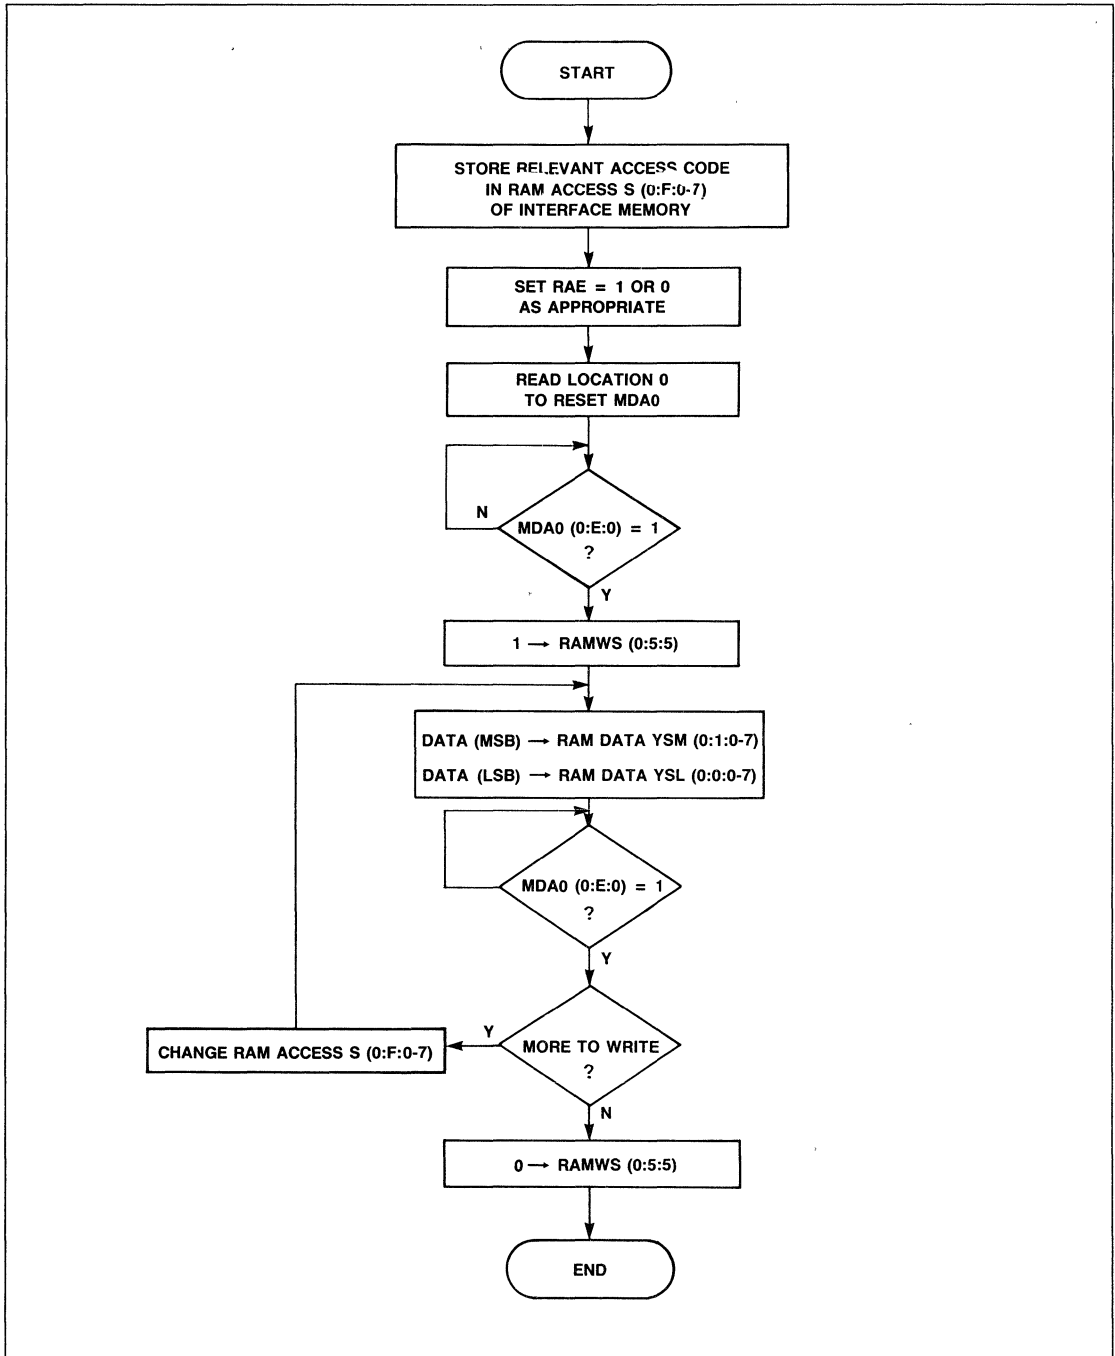 START
STORE RELEVANT ACCESS CODE
IN RAM ACCESS S (0:F:0-7)
OF INTERFACE MEMORY
SET RAE = 1 OR 0
AS APPROPRIATE
READ LOCATION 0
TO RESET MDA0
N
MDA0 (0:E:0) = 1
?
Y
1 → RAMWS (0:5:5)
DATA (MSB) → RAM DATA YSM (0:1:0-7)
DATA (LSB) → RAM DATA YSL (0:0:0-7)
MDA0 (0:E:0) = 1
?
Y
Y
MORE TO WRITE
?
CHANGE RAM ACCESS S (0:F:0-7)
N
0 → RAMWS (0:5:5)
END